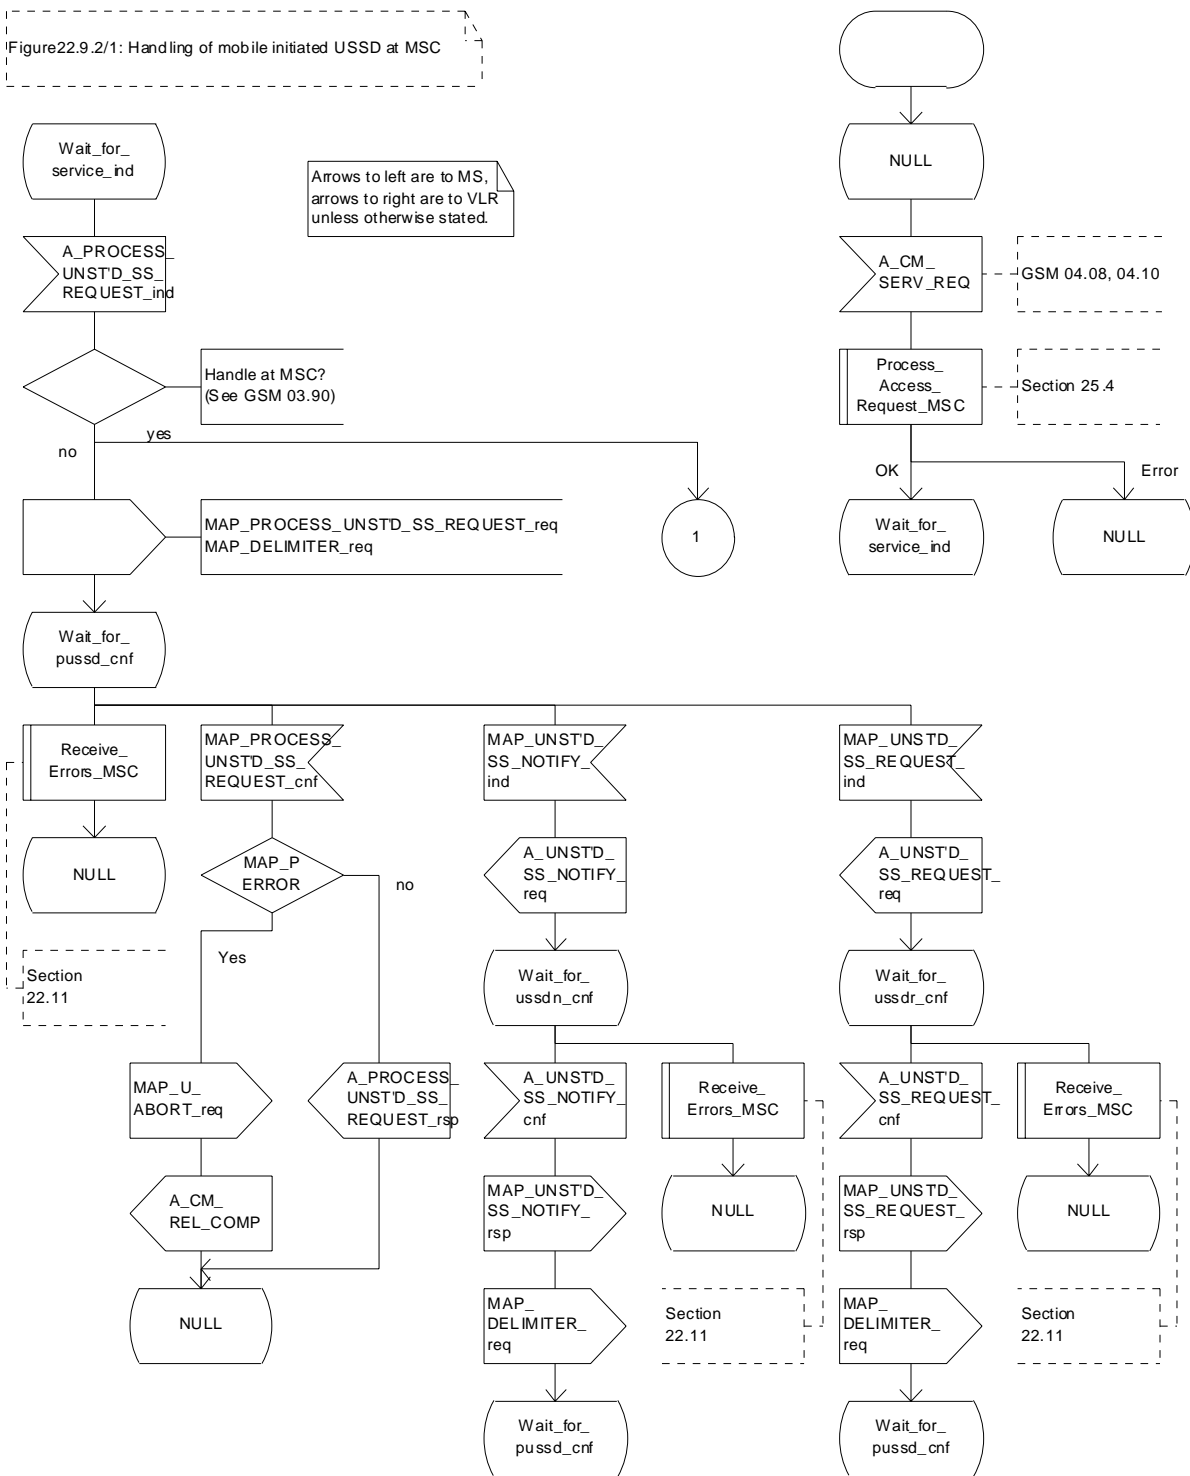 Figure22.9.2/1: Handling of mobile initiated USSD at MSC
Wait_for_
service_ind
Arrows to left are to MS,
arrows to right are to VLR
unless otherwise stated.
NULL
A_PROCESS_
UNST'D_SS_
REQUEST_ind
A_CM_
SERV_REQ
GSM 04.08, 04.10
Handle at MSC?
(See GSM 03.90)
Process_
Access_
Request_MSC
Section 25.4
yes
no
OK
Error
MAP_PROCESS_UNST'D_SS_REQUEST_req
MAP_DELIMITER_req
1
Wait_for_
service_ind
NULL
Wait_for_
pussd_cnf
Receive_
Errors_MSC
MAP_PROCESS_
UNST'D_SS_
REQUEST_cnf
MAP_UNST'D_
SS_NOTIFY_
ind
MAP_UNST'D_
SS_REQUEST_
ind
NULL
MAP_P
ERROR
no
A_UNST'D_
SS_NOTIFY_
req
A_UNST'D_
SS_REQUEST_
req
Yes
Section
22.11
Wait_for_
ussdn_cnf
Wait_for_
ussdr_cnf
MAP_U_
ABORT_req
A_PROCESS_
UNST'D_SS_
REQUEST_rsp
A_UNST'D_
SS_NOTIFY_
cnf
Receive_
Errors_MSC
A_UNST'D_
SS_REQUEST_
cnf
Receive_
Errors_MSC
A_CM_
REL_COMP
MAP_UNST'D_
SS_NOTIFY_
rsp
NULL
MAP_UNST'D_
SS_REQUEST_
rsp
NULL
NULL
MAP_
DELIMITER_
req
Section
22.11
MAP_
DELIMITER_
req
Section
22.11
Wait_for_
pussd_cnf
Wait_for_
pussd_cnf